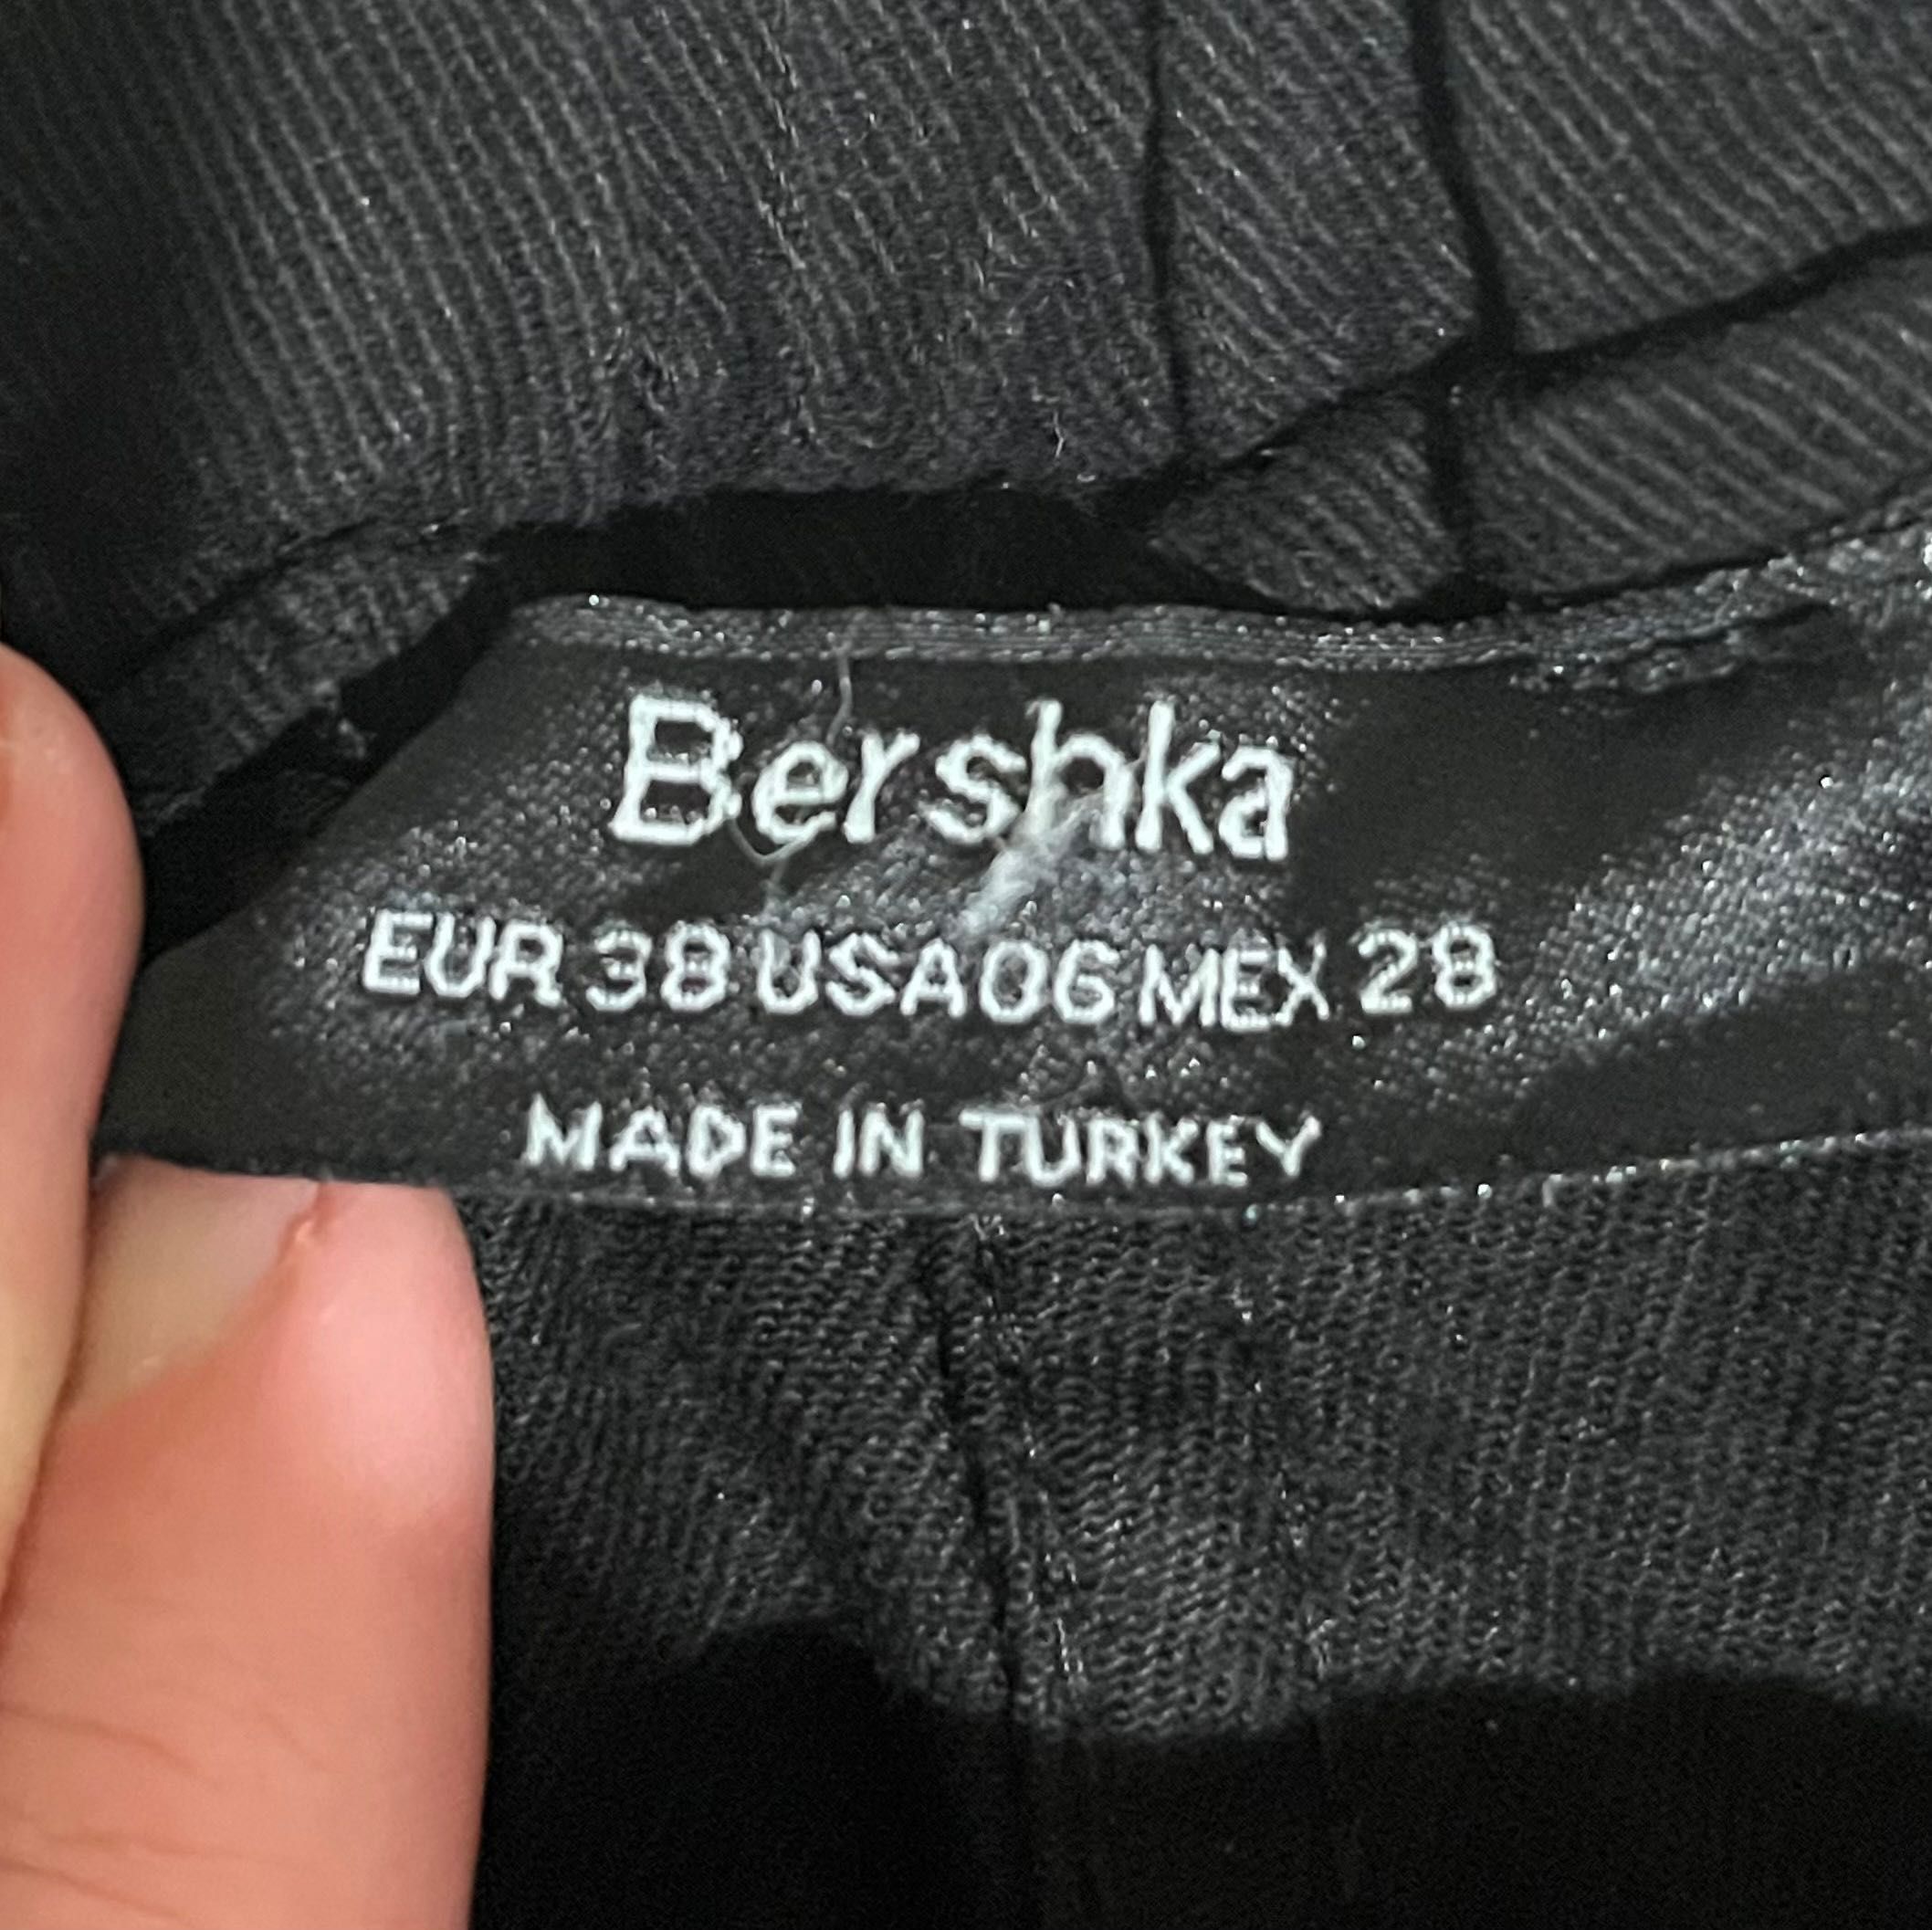 Bershka
EUR 38 USA 06 MEX 28
MADE IN TURKEY